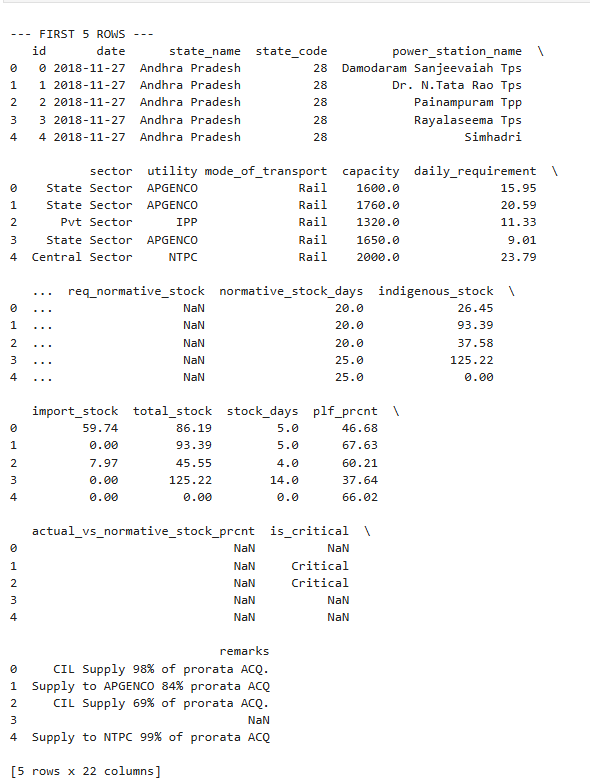 --- FIRST 5 ROWS ---
id date state_name state_code power_station_name \
0 0 2018-11-27 Andhra Pradesh 28 Damodaram Sanjeevaiah Tps
1 1 2018-11-27 Andhra Pradesh 28 Dr. N.Tata Rao Tps
2 2 2018-11-27 Andhra Pradesh 28 Painampuram Tpp
3 3 2018-11-27 Andhra Pradesh 28 Rayalaseema Tps
4 4 2018-11-27 Andhra Pradesh 28 Simhadri
sector utility mode_of_transport capacity daily_requirement \
0 State Sector APGENCO Rail 1600.0 15.95
1 State Sector APGENCO Rail 1760.0 20.59
2 Pvt Sector IPP Rail 1320.0 11.33
3 State Sector APGENCO Rail 1650.0 9.01
4 Central Sector NTPC Rail 2000.0 23.79
... req_normative_stock normative_stock_days indigenous_stock \
0 ... NaN 20.0 26.45
1 ... NaN 20.0 93.39
2 ... NaN 20.0 37.58
3 ... NaN 25.0 125.22
4 ... NaN 25.0 0.00
import_stock total_stock stock_days plf_prcnt \
0 59.74 86.19 5.0 46.68
1 0.00 93.39 5.0 67.63
2 7.97 45.55 4.0 60.21
3 0.00 125.22 14.0 37.64
4 0.00 0.00 0.0 66.02
actual_vs_normative_stock_prcnt is_critical \
0 NaN NaN
1 NaN Critical
2 NaN Critical
3 NaN NaN
4 NaN NaN
remarks
0 CIL Supply 98% of prorata ACQ.
1 Supply to APGENCO 84% prorata ACQ
2 CIL Supply 69% of prorata ACQ.
3 NaN
4 Supply to NTPC 99% of prorata ACQ
[5 rows x 22 columns]